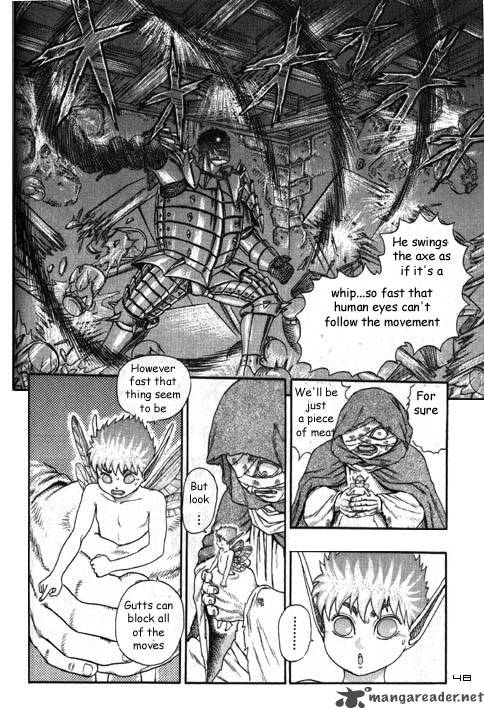 He swings
the axe as
if it's a
whip...so fast that
human eyes can't
follow the movement
However
fast that
thing seem
to be
Gutts can
block all
of the
moves
But
look
...
We'll be
just
a piece
of meat
For
sure
........
48
mangareader.net